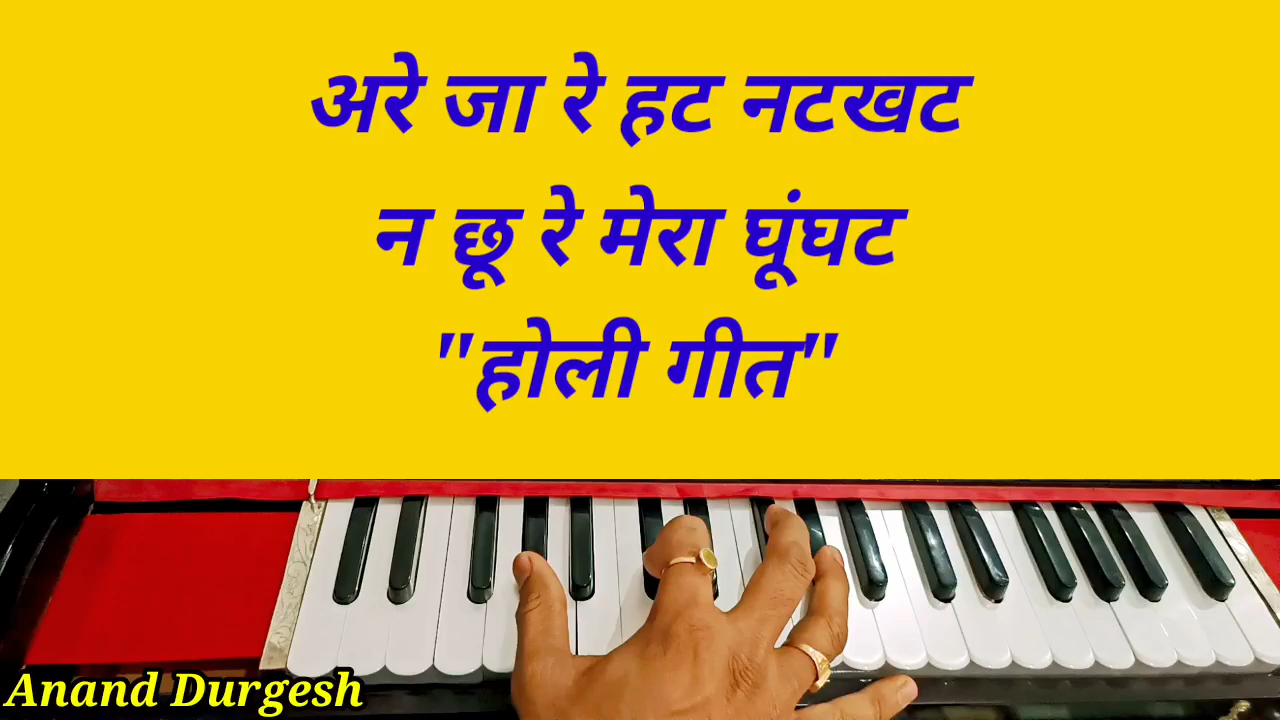 अरे जा रे हट नटखट
न छू रे मेरा घूंघट
"होली गीत"
Anand Durgesh